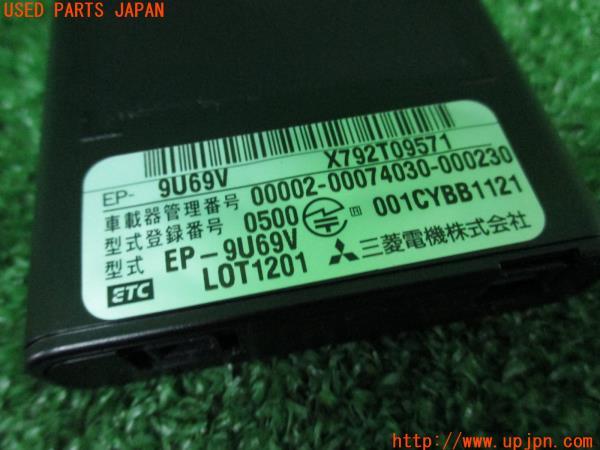 USED PARTS JAPAN
EP- 9U69V X792T09571
車載器管理番号 00002-00074030-000230
型式登録番号 0500 001CYBB1121
型式 EP-9U69V 三菱電機株式会社
ETC LOT1201
http://www.upjpn.com/